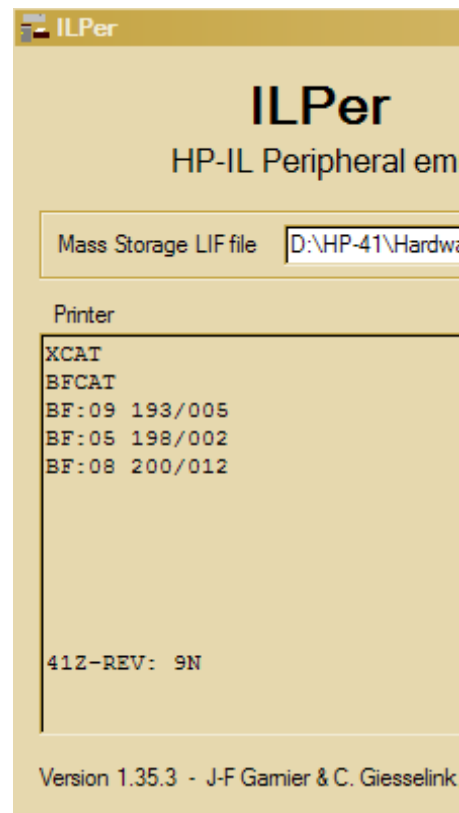 ILPer
ILPer
HP-IL Peripheral em
Mass Storage LIF file D:\HP-41\Hardwa
Printer
XCAT
BFCAT
BF:09 193/005
BF:05 198/002
BF:08 200/012
41Z-REV: 9N
Version 1.35.3 - J-F Garnier & C. Giesselink